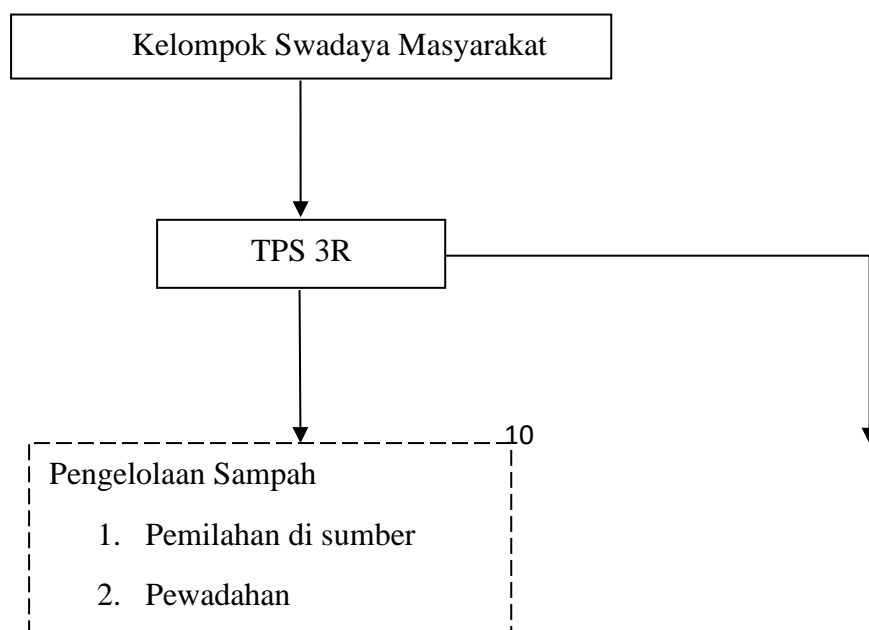 Kelompok Swadaya Masyarakat
TPS 3R
10
Pengelolaan Sampah
1. Pemilahan di sumber
2. Pewadahan